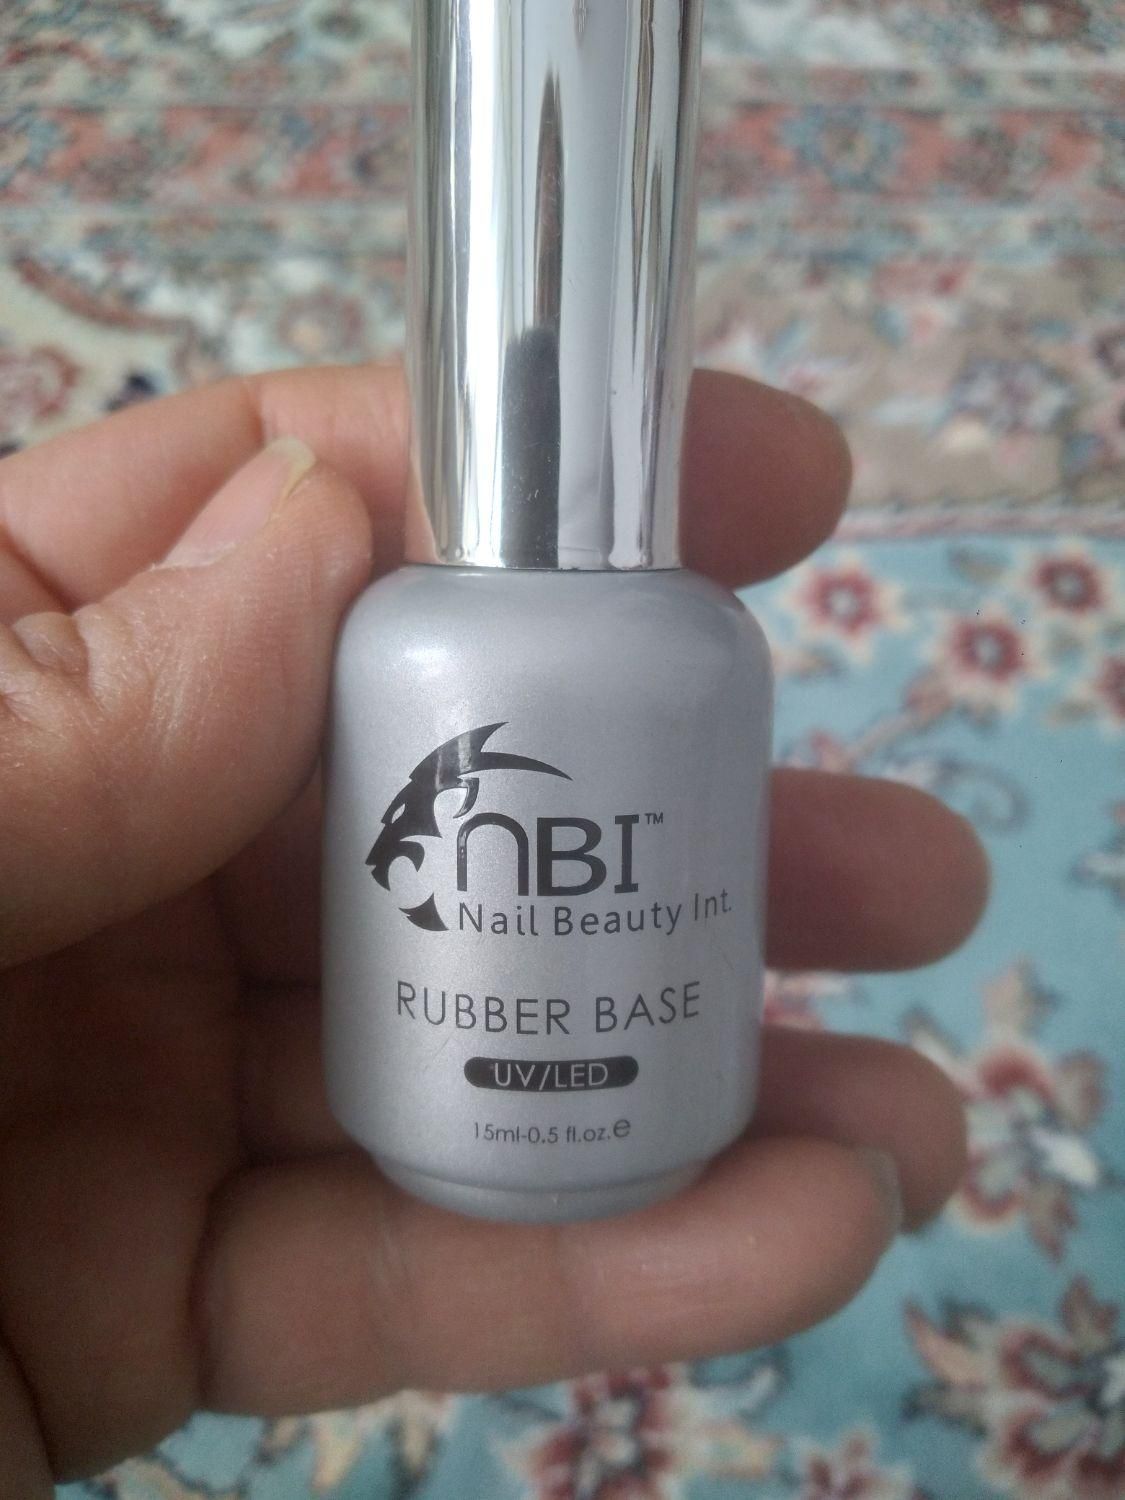 NBI™
Nail Beauty Int.
RUBBER BASE
UV/LED
15ml-0.5 fl.oz.e